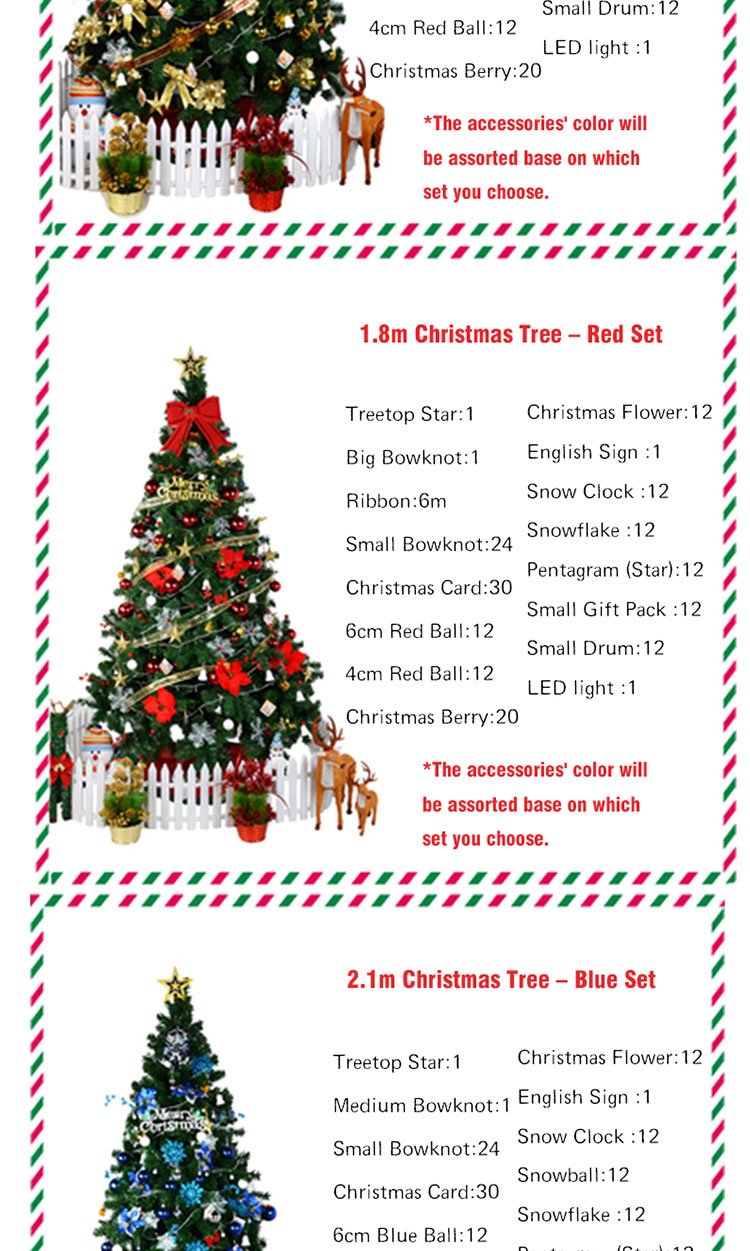 4cm Red Ball:12
Christmas Berry:20
Small Drum:12
LED light :1
*The accessories' color will
be assorted base on which
set you choose.
1.8m Christmas Tree – Red Set
Merry
Christmas
Treetop Star:1
Big Bowknot:1
Ribbon:6m
Small Bowknot:24
Christmas Card:30
6cm Red Ball:12
4cm Red Ball:12
Christmas Berry:20
Christmas Flower:12
English Sign :1
Snow Clock :12
Snowflake :12
Pentagram (Star):12
Small Gift Pack :12
Small Drum:12
LED light :1
*The accessories' color will
be assorted base on which
set you choose.
2.1m Christmas Tree – Blue Set
Merry
Christmas
Treetop Star:1
Medium Bowknot:1
Small Bowknot:24
Christmas Card:30
6cm Blue Ball:12
Christmas Flower:12
English Sign :1
Snow Clock :12
Snowball:12
Snowflake :12